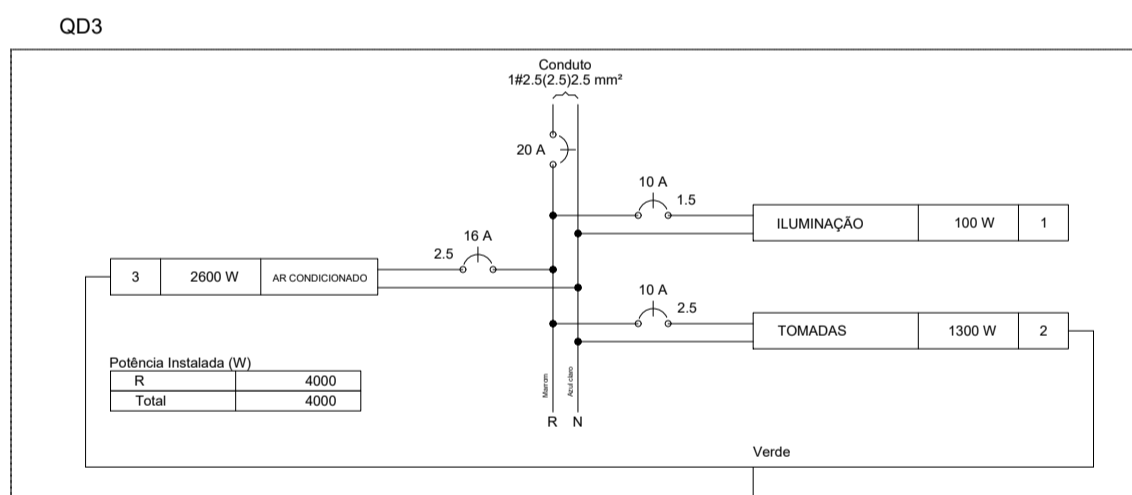 QD3
Conduto
1#2.5(2.5)2.5 mm²
20 A
10 A
1.5
ILUMINAÇÃO 100 W 1
16 A
2.5
3 2600 W AR CONDICIONADO
10 A
2.5
TOMADAS 1300 W 2
Potência Instalada (W)
R 4000
Total 4000
Marrom
Azul claro
R N
Verde